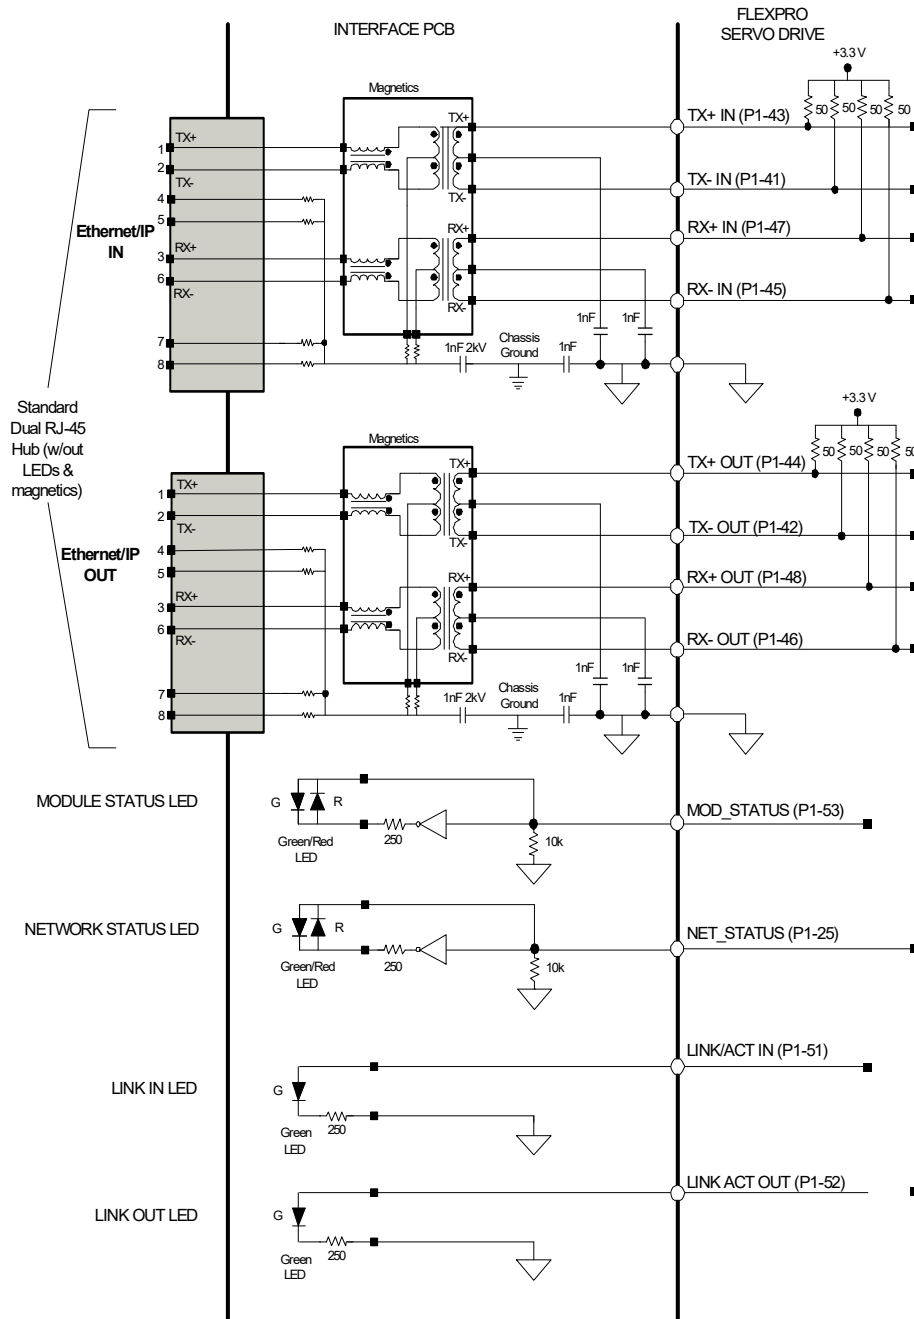 INTERFACE PCB
FLEXPRO
SERVO DRIVE
+3.3 V
Magnetics
50
50
50
50
TX+ IN (P1-43)
1
TX+
TX+
2
TX-
TX-
TX- IN (P1-41)
4
5
Ethernet/IP
IN
RX+
RX+
RX+ IN (P1-47)
3
6
RX-
RX-
RX- IN (P1-45)
1nF
1nF
7
8
1nF 2kV
Chassis
Ground
1nF
Standard
Dual RJ-45
Hub (w/out
LEDs &
magnetics)
+3.3 V
Magnetics
50
50
50
50
TX+ OUT (P1-44)
1
TX+
TX+
2
TX-
TX-
TX- OUT (P1-42)
4
5
Ethernet/IP
OUT
RX+
RX+
RX+ OUT (P1-48)
3
6
RX-
RX-
RX- OUT (P1-46)
1nF
1nF
7
8
1nF 2kV
Chassis
Ground
1nF
MODULE STATUS LED
G
R
Green/Red
LED
250
10k
MOD_STATUS (P1-53)
NETWORK STATUS LED
G
R
Green/Red
LED
250
10k
NET_STATUS (P1-25)
LINK IN LED
G
Green
LED
250
LINK/ACT IN (P1-51)
LINK OUT LED
G
Green
LED
250
LINK ACT OUT (P1-52)